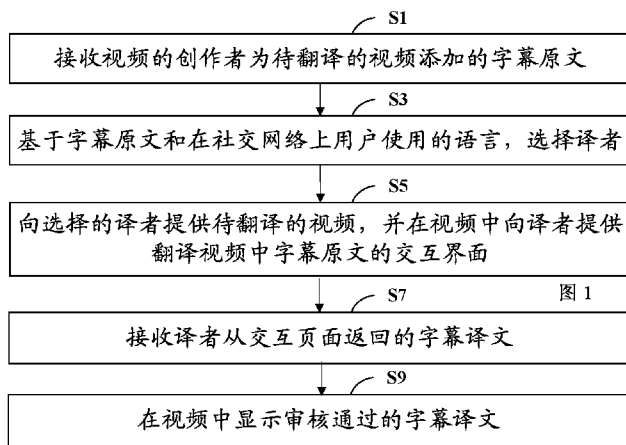 S1
接收视频的创作者为待翻译的视频添加的字幕原文
S3
基于字幕原文和在社交网络上用户使用的语言，选择译者
S5
向选择的译者提供待翻译的视频，并在视频中向译者提供
翻译视频中字幕原文的交互界面
图 1
S7
接收译者从交互页面返回的字幕译文
S9
在视频中显示审核通过的字幕译文